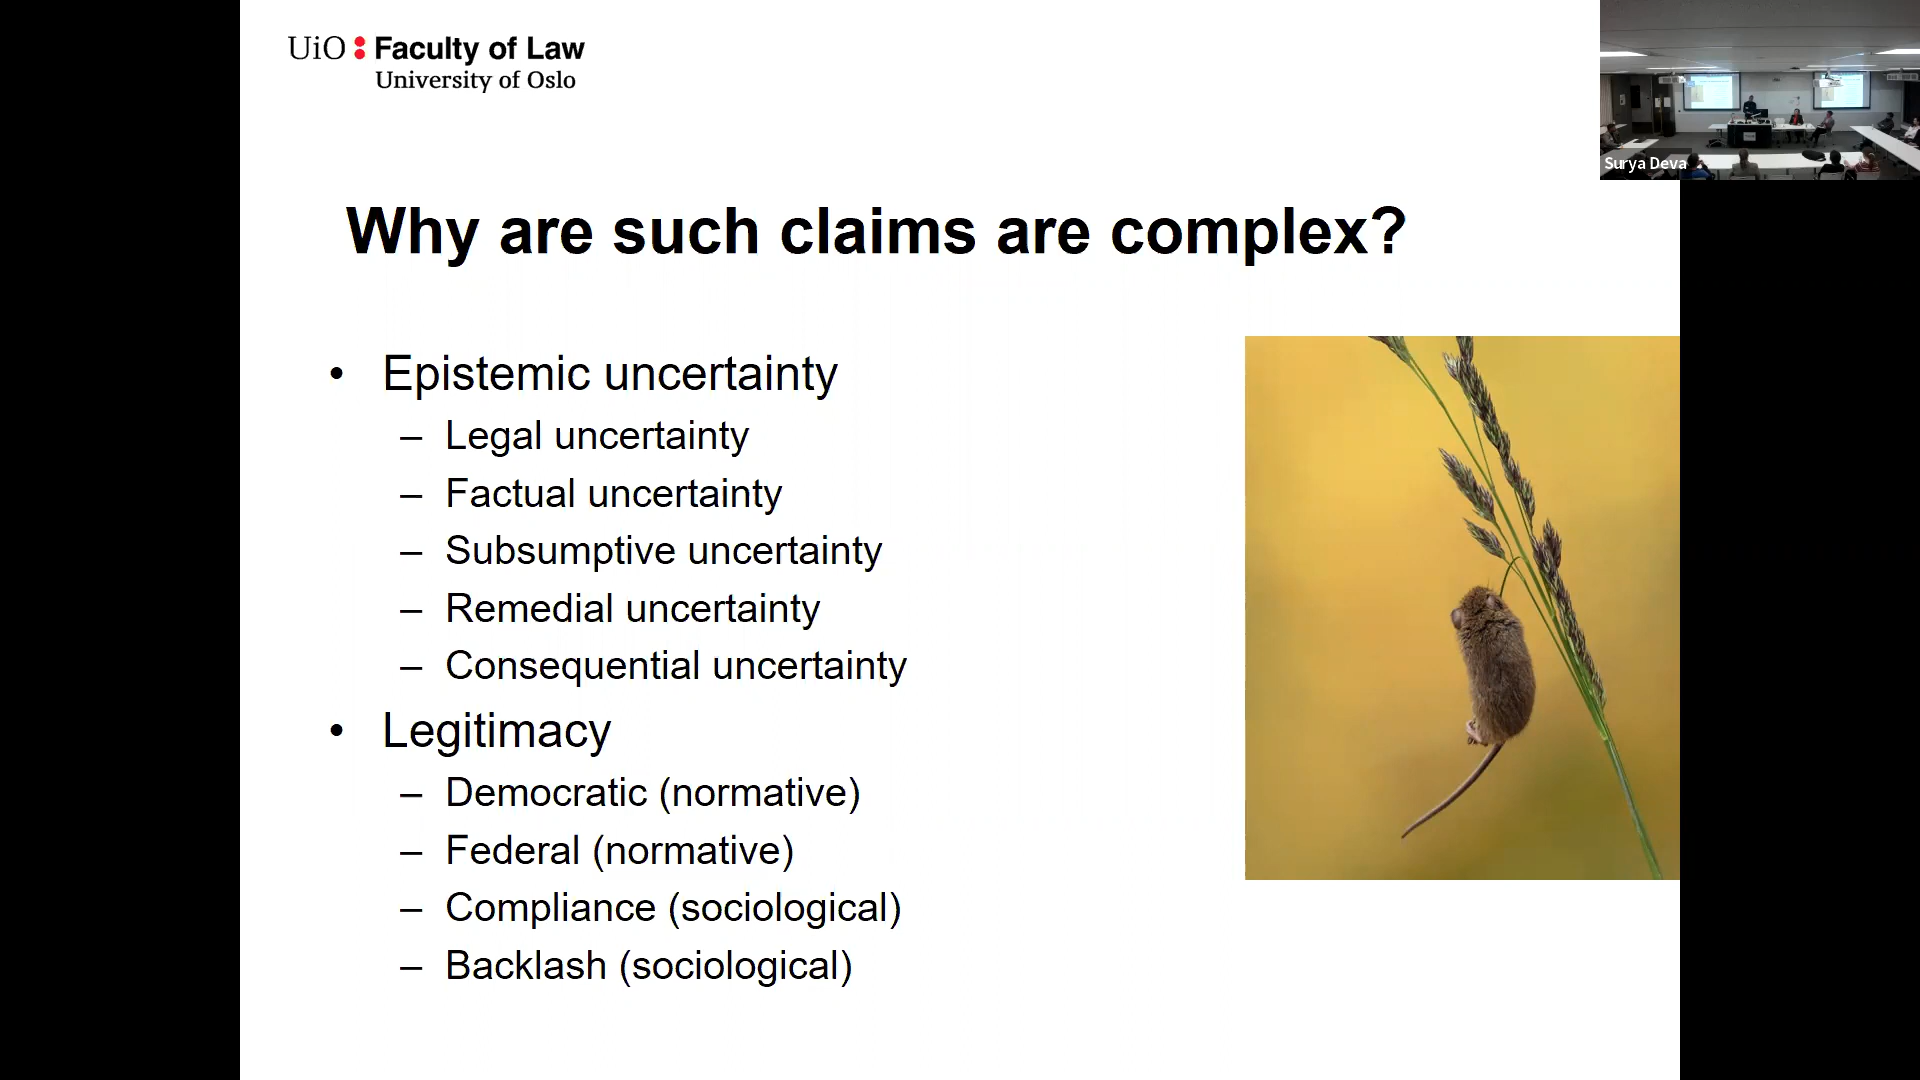 UiO : Faculty of Law
University of Oslo
Surya Deva
Why are such claims are complex?
• Epistemic uncertainty
– Legal uncertainty
– Factual uncertainty
– Subsumptive uncertainty
– Remedial uncertainty
– Consequential uncertainty
• Legitimacy
– Democratic (normative)
– Federal (normative)
– Compliance (sociological)
– Backlash (sociological)